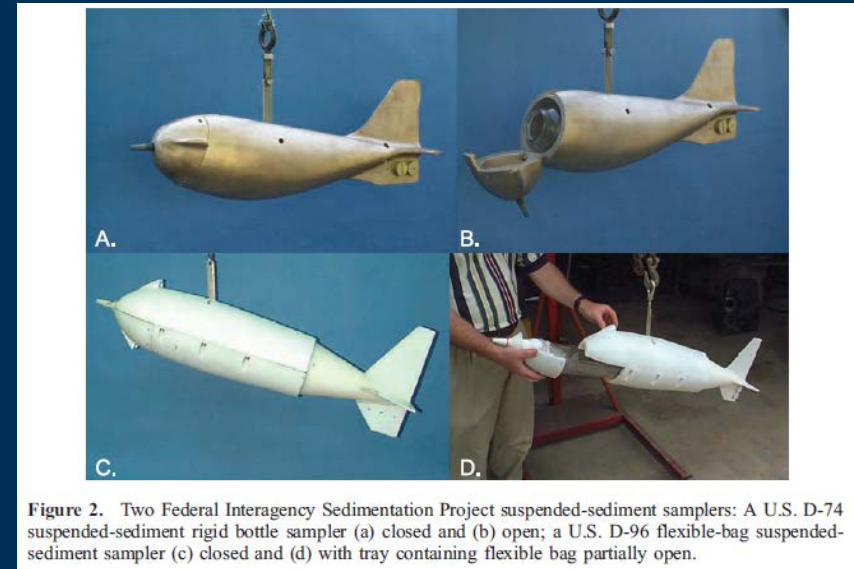 A.
B.
C.
D.
Figure 2. Two Federal Interagency Sedimentation Project suspended-sediment samplers: A U.S. D-74
suspended-sediment rigid bottle sampler (a) closed and (b) open; a U.S. D-96 flexible-bag suspended-
sediment sampler (c) closed and (d) with tray containing flexible bag partially open.